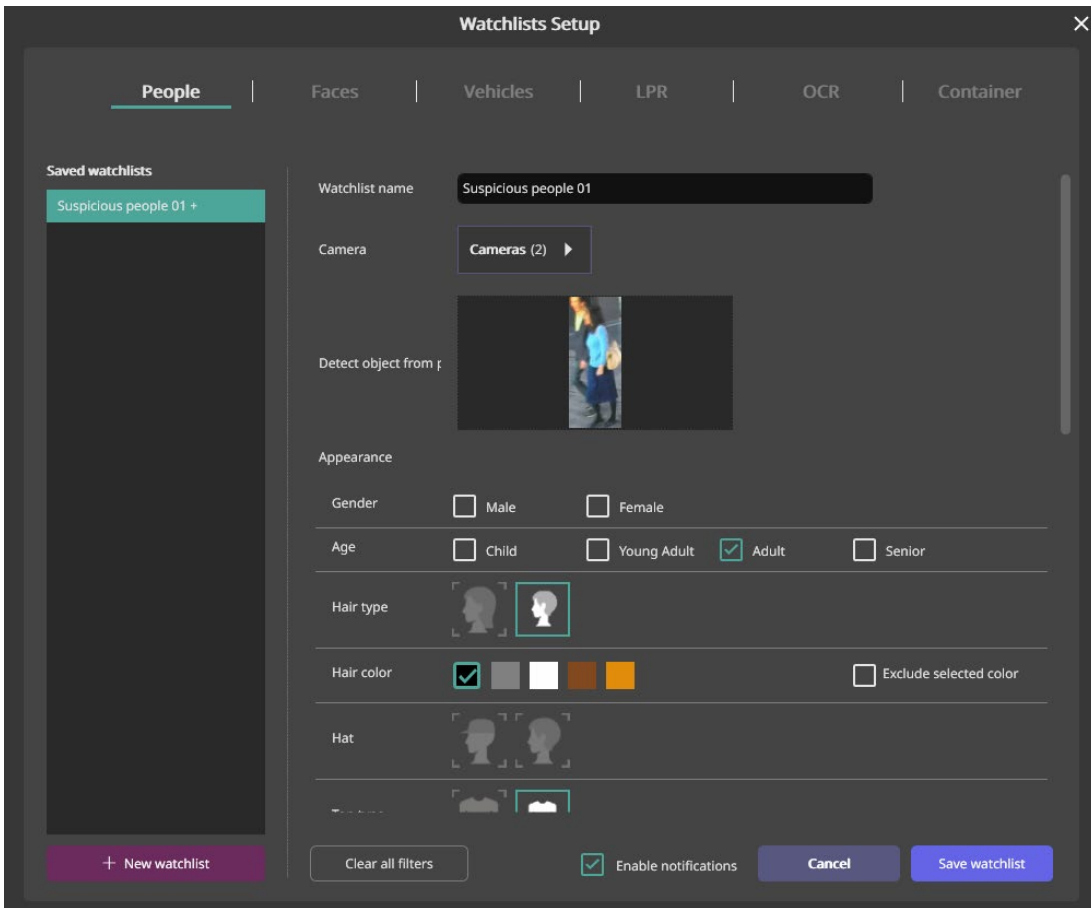 Watchlists Setup
People
Faces
Vehicles
LPR
OCR
Container
Saved watchlists
Suspicious people 01 +
Watchlist name
Suspicious people 01
Camera
Cameras (2)
Detect object from
Appearance
Gender
Male
Female
Age
Child
Young Adult
Adult
Senior
Hair type
Hair color
Exclude selected color
Hat
+ New watchlist
Clear all filters
Enable notifications
Cancel
Save watchlist